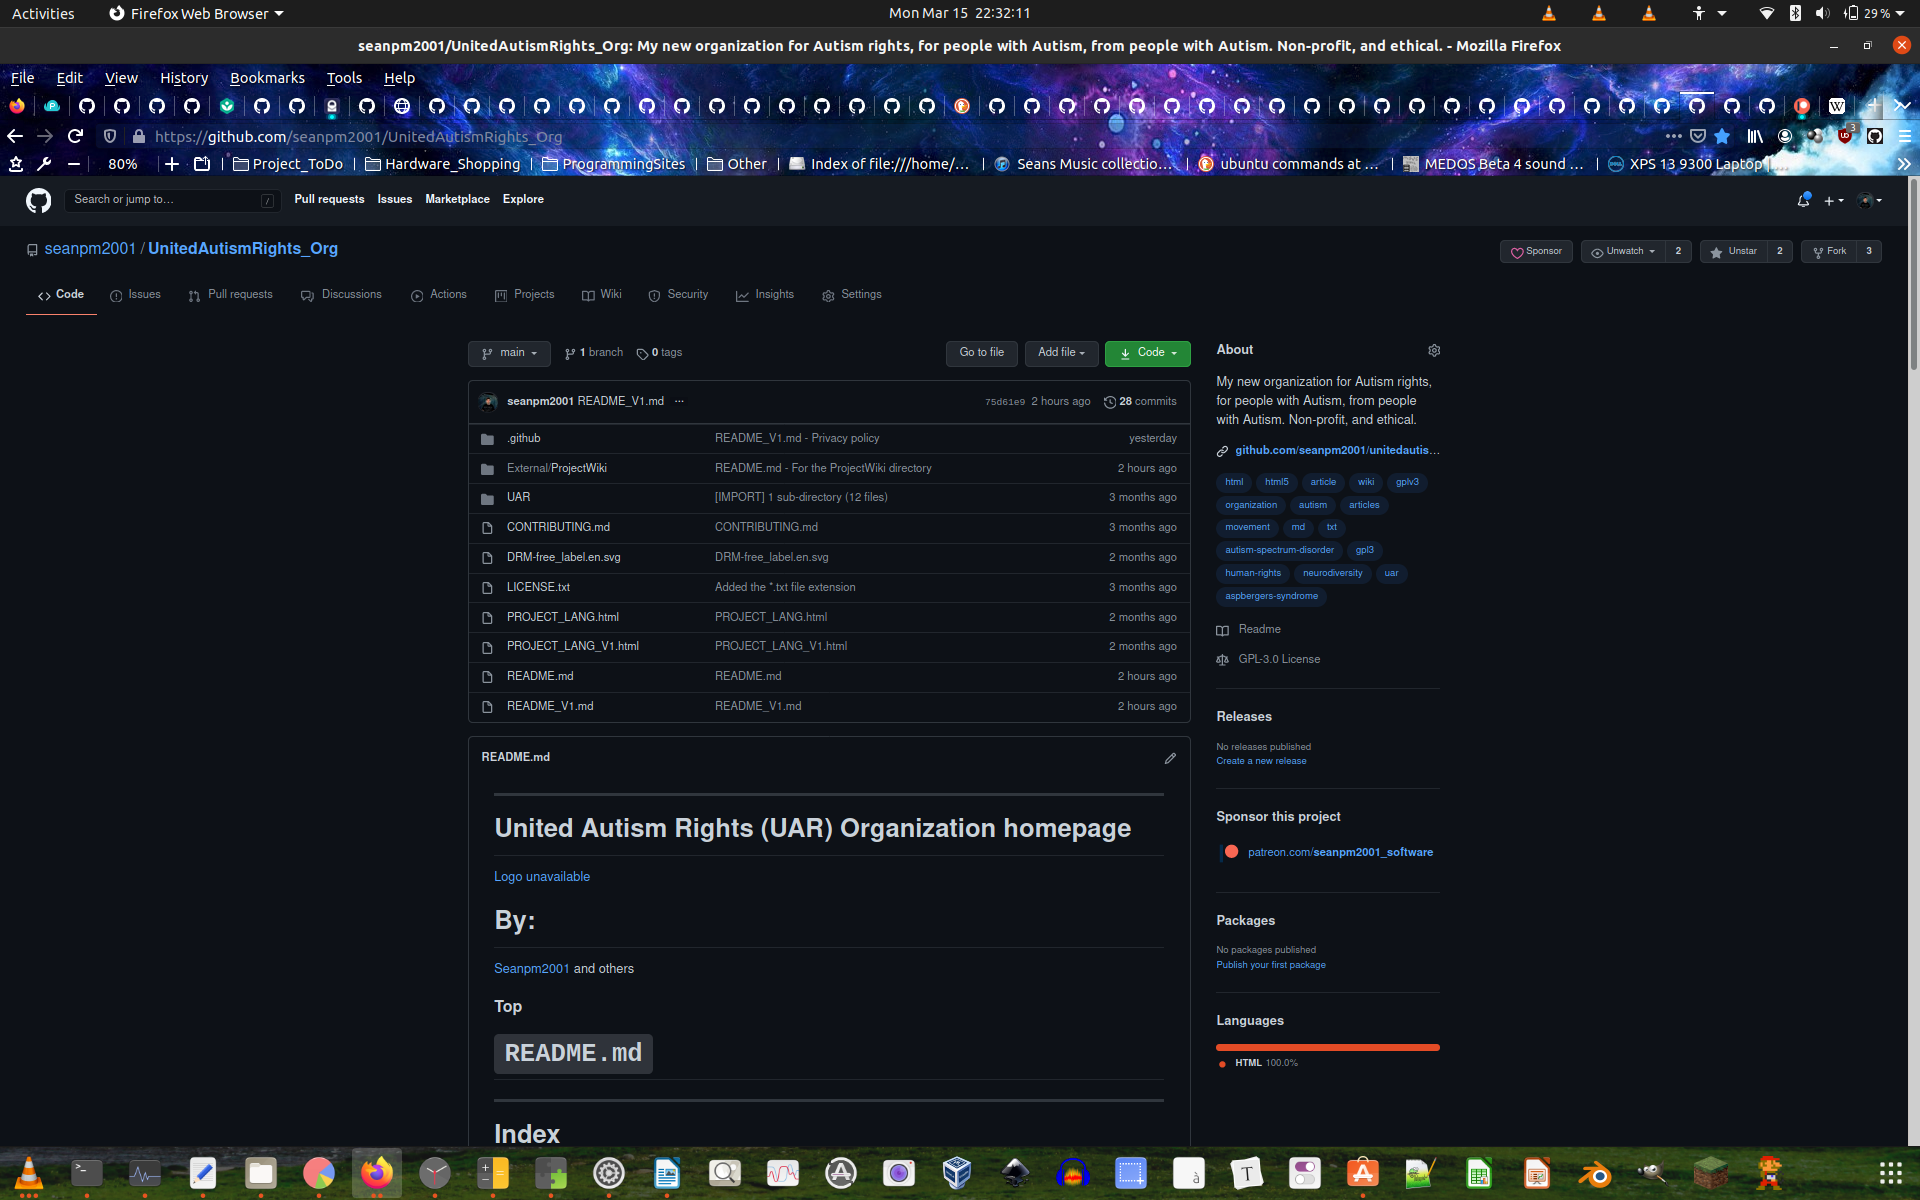 Activities
Firefox Web Browser
Mon Mar 15 22:32:11
29 %
seanpm2001/UnitedAutismRights_Org: My new organization for Autism rights, for people with Autism, from people with Autism. Non-profit, and ethical. - Mozilla Firefox
File Edit View History Bookmarks Tools Help
https://github.com/seanpm2001/UnitedAutismRights_Org
3
80%
Project_ToDo
Hardware_Shopping
ProgrammingSites
Other
Index of file:///home/…
Seans Music collectio…
ubuntu commands at …
MEDOS Beta 4 sound …
XPS 13 9300 Laptop |…
Search or jump to…
/
Pull requests Issues Marketplace Explore
seanpm2001 / UnitedAutismRights_Org
Sponsor
Unwatch 2
Unstar 2
Fork 3
Code
Issues
Pull requests
Discussions
Actions
Projects
Wiki
Security
Insights
Settings
main
1 branch
0 tags
Go to file
Add file
Code
seanpm2001 README_V1.md ...
75d61e9 2 hours ago
28 commits
.github README_V1.md - Privacy policy yesterday
External/ProjectWiki README.md - For the ProjectWiki directory 2 hours ago
UAR [IMPORT] 1 sub-directory (12 files) 3 months ago
CONTRIBUTING.md CONTRIBUTING.md 3 months ago
DRM-free_label.en.svg DRM-free_label.en.svg 2 months ago
LICENSE.txt Added the *.txt file extension 3 months ago
PROJECT_LANG.html PROJECT_LANG.html 2 months ago
PROJECT_LANG_V1.html PROJECT_LANG_V1.html 2 months ago
README.md README.md 2 hours ago
README_V1.md README_V1.md 2 hours ago
README.md
United Autism Rights (UAR) Organization homepage
Logo unavailable
By:
Seanpm2001 and others
Top
README.md
Index
About
My new organization for Autism rights,
for people with Autism, from people
with Autism. Non-profit, and ethical.
github.com/seanpm2001/unitedautis…
html html5 article wiki gplv3
organization autism articles
movement md txt
autism-spectrum-disorder gpl3
human-rights neurodiversity uar
aspbergers-syndrome
Readme
GPL-3.0 License
Releases
No releases published
Create a new release
Sponsor this project
patreon.com/seanpm2001_software
Packages
No packages published
Publish your first package
Languages
HTML 100.0%